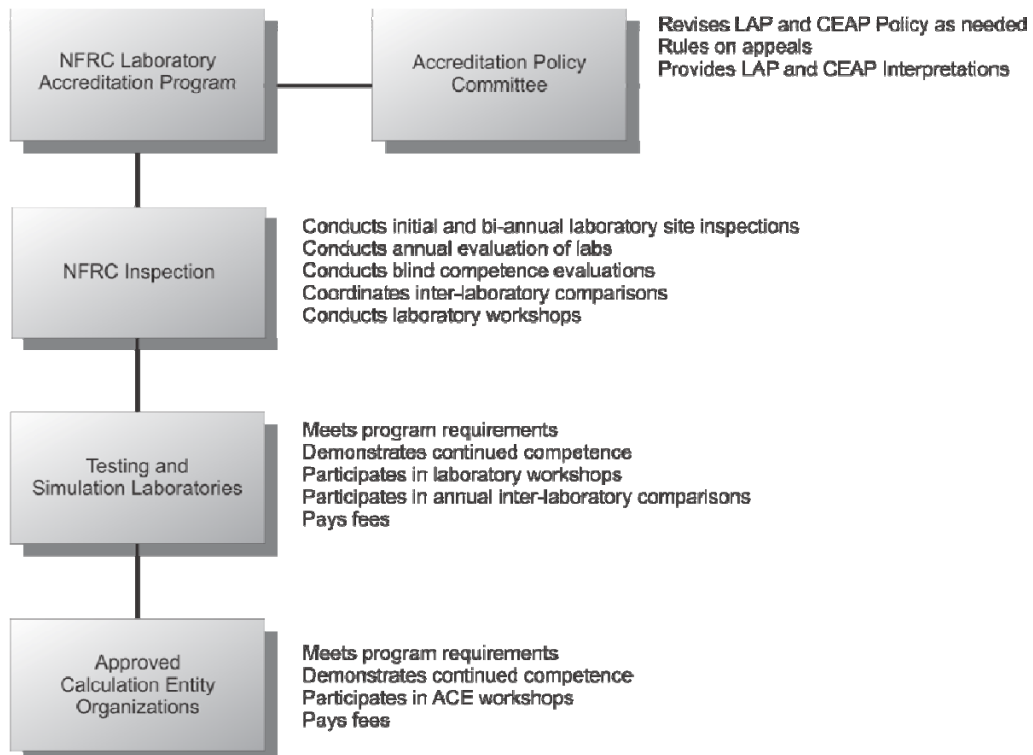 NFRC Laboratory
Accreditation Program
Accreditation Policy
Committee
Revises LAP and CEAP Policy as needed
Rules on appeals
Provides LAP and CEAP Interpretations
NFRC Inspection
Conducts initial and bi-annual laboratory site inspections
Conducts annual evaluation of labs
Conducts blind competence evaluations
Coordinates inter-laboratory comparisons
Conducts laboratory workshops
Testing and
Simulation Laboratories
Meets program requirements
Demonstrates continued competence
Participates in laboratory workshops
Participates in annual inter-laboratory comparisons
Pays fees
Approved
Calculation Entity
Organizations
Meets program requirements
Demonstrates continued competence
Participates in ACE workshops
Pays fees